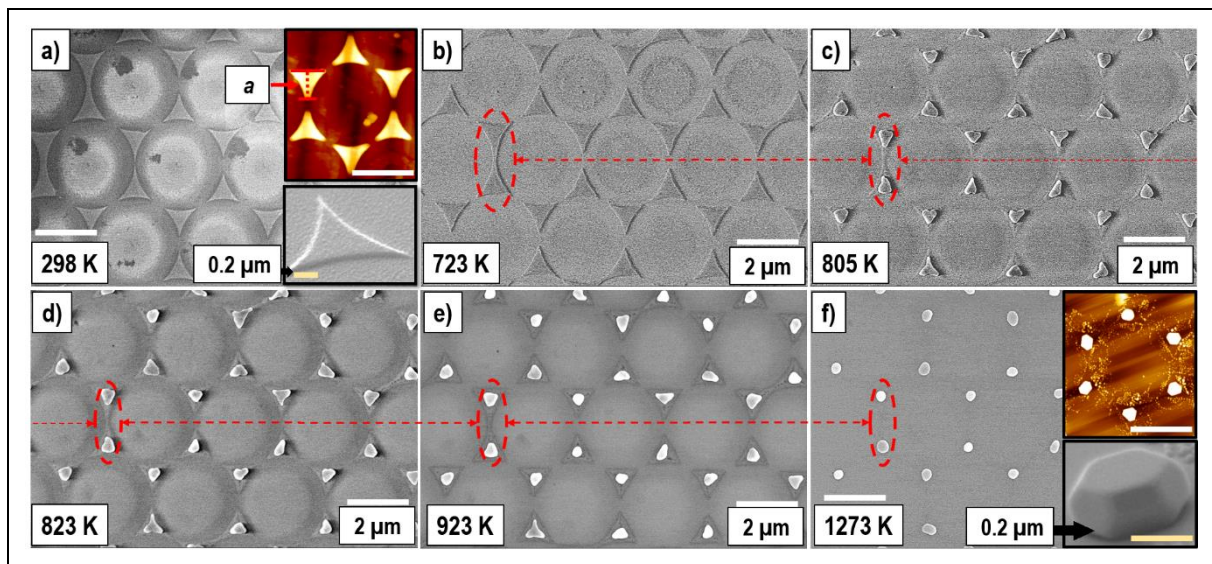 a)
a
298 K
0.2 µm
b)
723 K
2 µm
c)
805 K
2 µm
d)
823 K
2 µm
e)
923 K
2 µm
f)
1273 K
0.2 µm